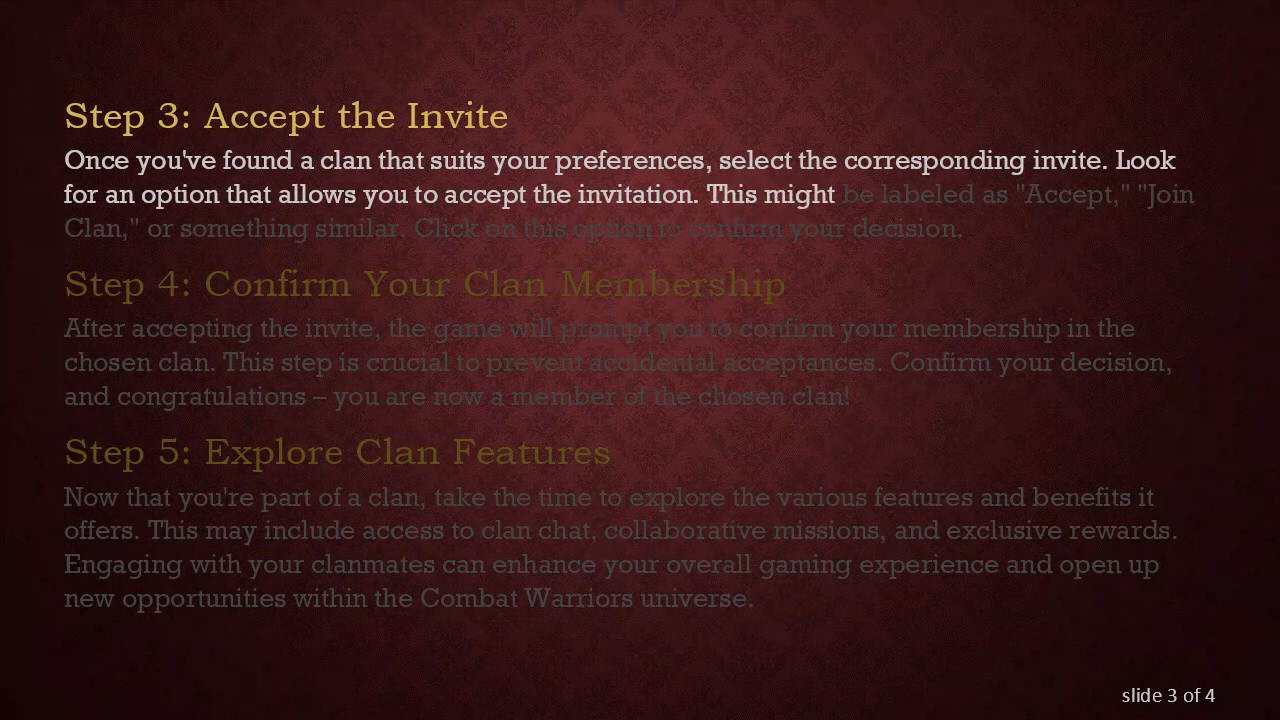 Step 3: Accept the Invite
Once you've found a clan that suits your preferences, select the corresponding invite. Look
for an option that allows you to accept the invitation. This might be labeled as "Accept," "Join
Clan," or something similar. Click on this option to confirm your decision.
Step 4: Confirm Your Clan Membership
After accepting the invite, the game will prompt you to confirm your membership in the
chosen clan. This step is crucial to prevent accidental acceptances. Confirm your decision,
and congratulations – you are now a member of the chosen clan!
Step 5: Explore Clan Features
Now that you're part of a clan, take the time to explore the various features and benefits it
offers. This may include access to clan chat, collaborative missions, and exclusive rewards.
Engaging with your clanmates can enhance your overall gaming experience and open up
new opportunities within the Combat Warriors universe.
slide 3 of 4